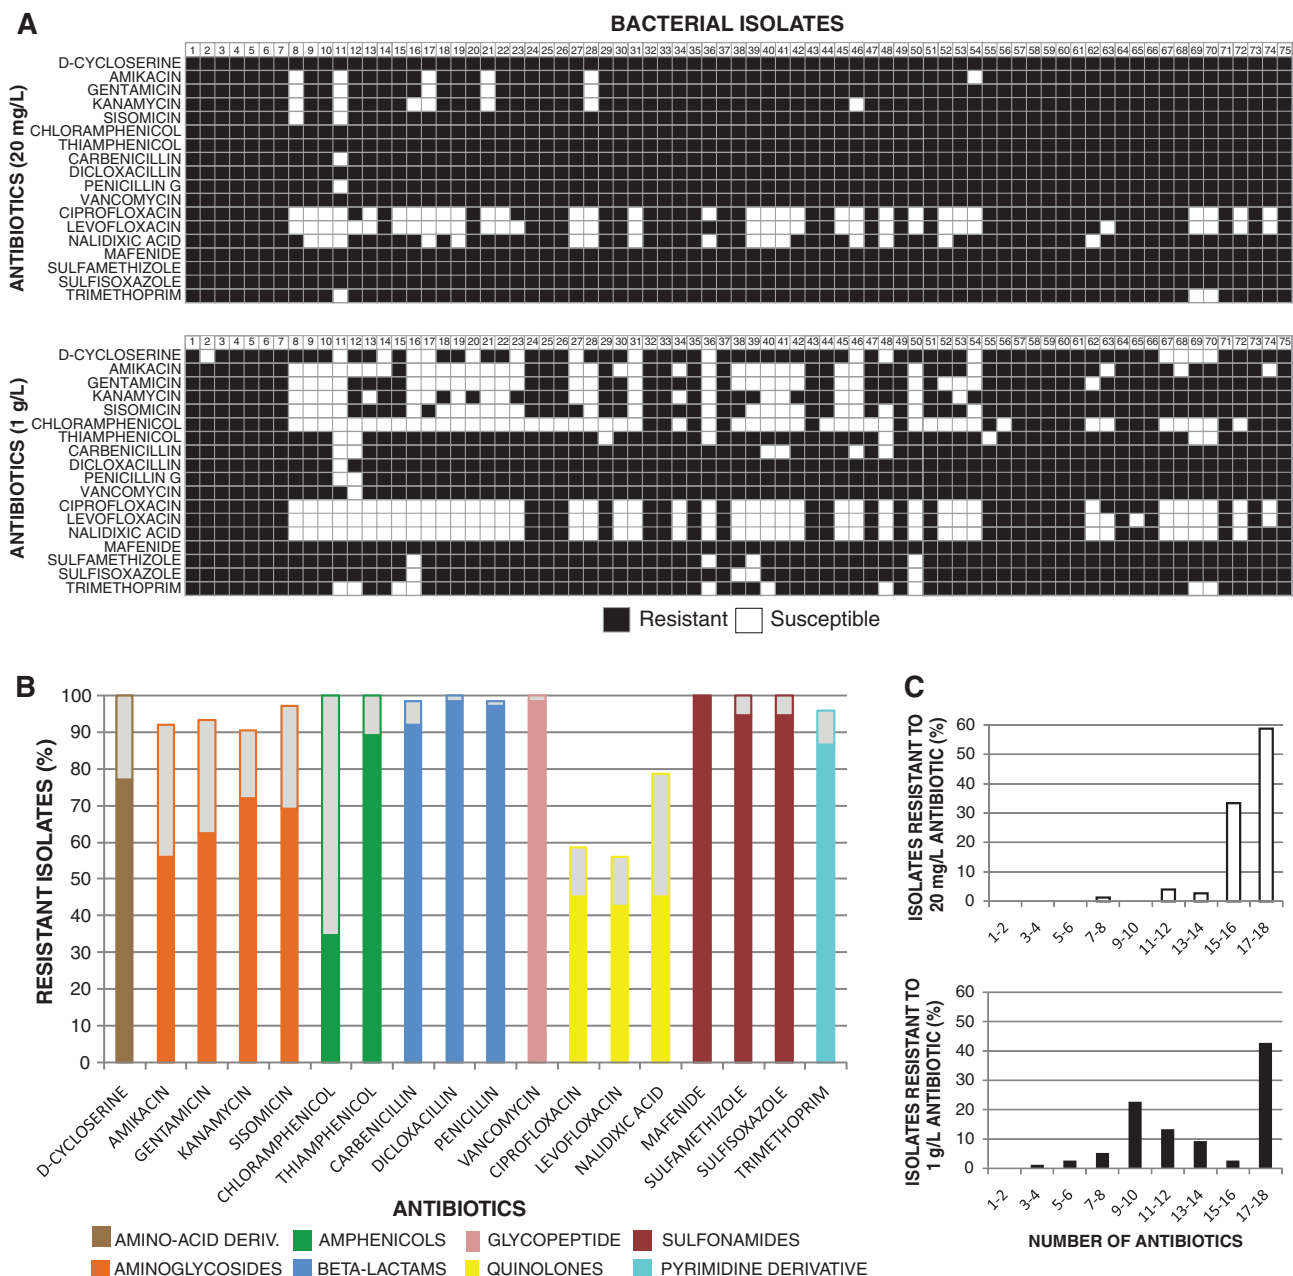 A
BACTERIAL ISOLATES
ANTIBIOTICS (20 mg/L)
1 2 3 4 5 6 7 8 9 10 11 12 13 14 15 16 17 18 19 20 21 22 23 24 25 26 27 28 29 30 31 32 33 34 35 36 37 38 39 40 41 42 43 44 45 46 47 48 49 50 51 52 53 54 55 56 57 58 59 60 61 62 63 64 65 66 67 68 69 70 71 72 73 74 75
D-CYCLOSERINE
AMIKACIN
GENTAMICIN
KANAMYCIN
SISOMICIN
CHLORAMPHENICOL
THIAMPHENICOL
CARBENICILLIN
DICLOXACILLIN
PENICILLIN G
VANCOMYCIN
CIPROFLOXACIN
LEVOFLOXACIN
NALIDIXIC ACID
MAFENIDE
SULFAMETHIZOLE
SULFISOXAZOLE
TRIMETHOPRIM
ANTIBIOTICS (1 g/L)
1 2 3 4 5 6 7 8 9 10 11 12 13 14 15 16 17 18 19 20 21 22 23 24 25 26 27 28 29 30 31 32 33 34 35 36 37 38 39 40 41 42 43 44 45 46 47 48 49 50 51 52 53 54 55 56 57 58 59 60 61 62 63 64 65 66 67 68 69 70 71 72 73 74 75
D-CYCLOSERINE
AMIKACIN
GENTAMICIN
KANAMYCIN
SISOMICIN
CHLORAMPHENICOL
THIAMPHENICOL
CARBENICILLIN
DICLOXACILLIN
PENICILLIN G
VANCOMYCIN
CIPROFLOXACIN
LEVOFLOXACIN
NALIDIXIC ACID
MAFENIDE
SULFAMETHIZOLE
SULFISOXAZOLE
TRIMETHOPRIM
Resistant Susceptible
B
RESISTANT ISOLATES (%)
100
90
80
70
60
50
40
30
20
10
0
D-CYCLOSERINE
AMIKACIN
GENTAMICIN
KANAMYCIN
SISOMICIN
CHLORAMPHENICOL
THIAMPHENICOL
CARBENICILLIN
DICLOXACILLIN
PENICILLIN
VANCOMYCIN
CIPROFLOXACIN
LEVOFLOXACIN
NALIDIXIC ACID
MAFENIDE
SULFAMETHIZOLE
SULFISOXAZOLE
TRIMETHOPRIM
ANTIBIOTICS
AMINO-ACID DERIV. AMPHENICOLS GLYCOPEPTIDE SULFONAMIDES
AMINOGLYCOSIDES BETA-LACTAMS QUINOLONES PYRIMIDINE DERIVATIVE
C
ISOLATES RESISTANT TO
20 mg/L ANTIBIOTIC (%)
60
50
40
30
20
10
0
1-2
3-4
5-6
7-8
9-10
11-12
13-14
15-16
17-18
ISOLATES RESISTANT TO
1 g/L ANTIBIOTIC (%)
60
50
40
30
20
10
0
1-2
3-4
5-6
7-8
9-10
11-12
13-14
15-16
17-18
NUMBER OF ANTIBIOTICS